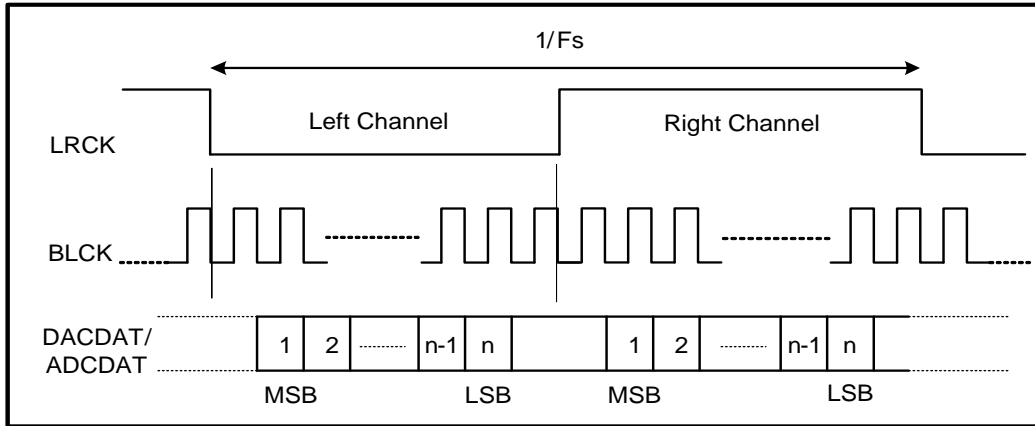 1/Fs
Left Channel
Right Channel
LRCK
BLCK
DACDAT/
ADCDAT
1 2 n-1 n 1 2 n-1 n
MSB LSB MSB LSB